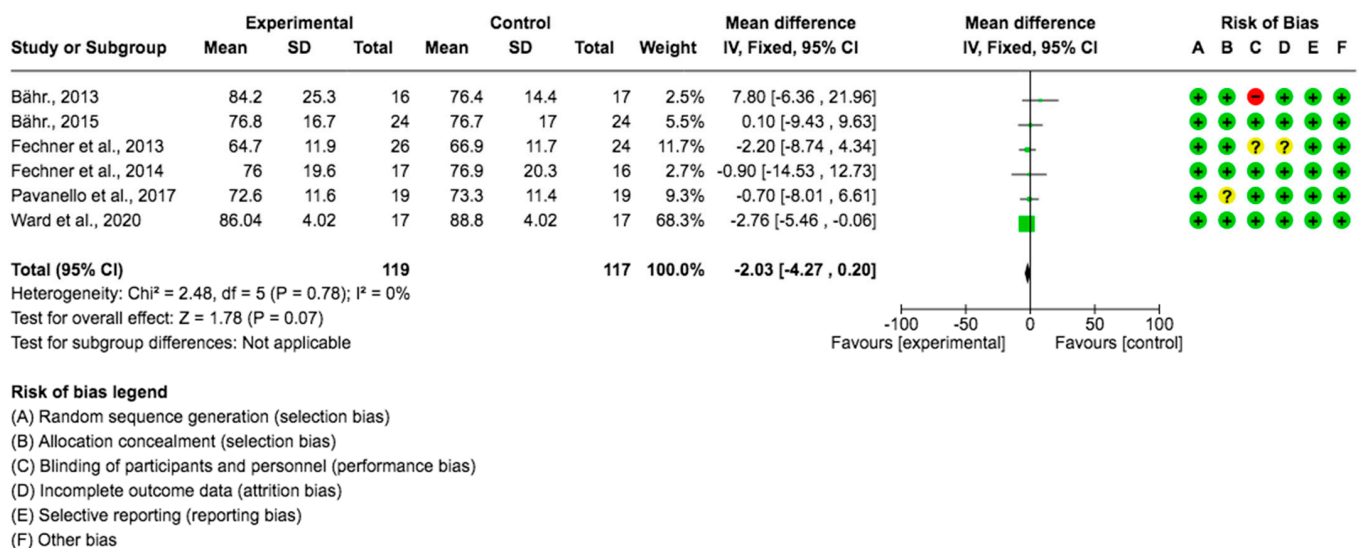 Experimental Control Mean difference Mean difference Risk of Bias
Study or Subgroup Mean SD Total Mean SD Total Weight IV, Fixed, 95% CI IV, Fixed, 95% CI A B C D E F
Bähr., 2013 84.2 25.3 16 76.4 14.4 17 2.5% 7.80 [-6.36 , 21.96] + + − + + +
Bähr., 2015 76.8 16.7 24 76.7 17 24 5.5% 0.10 [-9.43 , 9.63] + + + + + +
Fechner et al., 2013 64.7 11.9 26 66.9 11.7 24 11.7% -2.20 [-8.74 , 4.34] + + ? ? + +
Fechner et al., 2014 76 19.6 17 76.9 20.3 16 2.7% -0.90 [-14.53 , 12.73] + + + + + +
Pavanello et al., 2017 72.6 11.6 19 73.3 11.4 19 9.3% -0.70 [-8.01 , 6.61] + ? + + + +
Ward et al., 2020 86.04 4.02 17 88.8 4.02 17 68.3% -2.76 [-5.46 , -0.06] + + + + + +
Total (95% CI) 119 117 100.0% -2.03 [-4.27 , 0.20]
Heterogeneity: Chi² = 2.48, df = 5 (P = 0.78); I² = 0%
Test for overall effect: Z = 1.78 (P = 0.07)
Test for subgroup differences: Not applicable
-100 -50 0 50 100
Favours [experimental] Favours [control]
Risk of bias legend
(A) Random sequence generation (selection bias)
(B) Allocation concealment (selection bias)
(C) Blinding of participants and personnel (performance bias)
(D) Incomplete outcome data (attrition bias)
(E) Selective reporting (reporting bias)
(F) Other bias